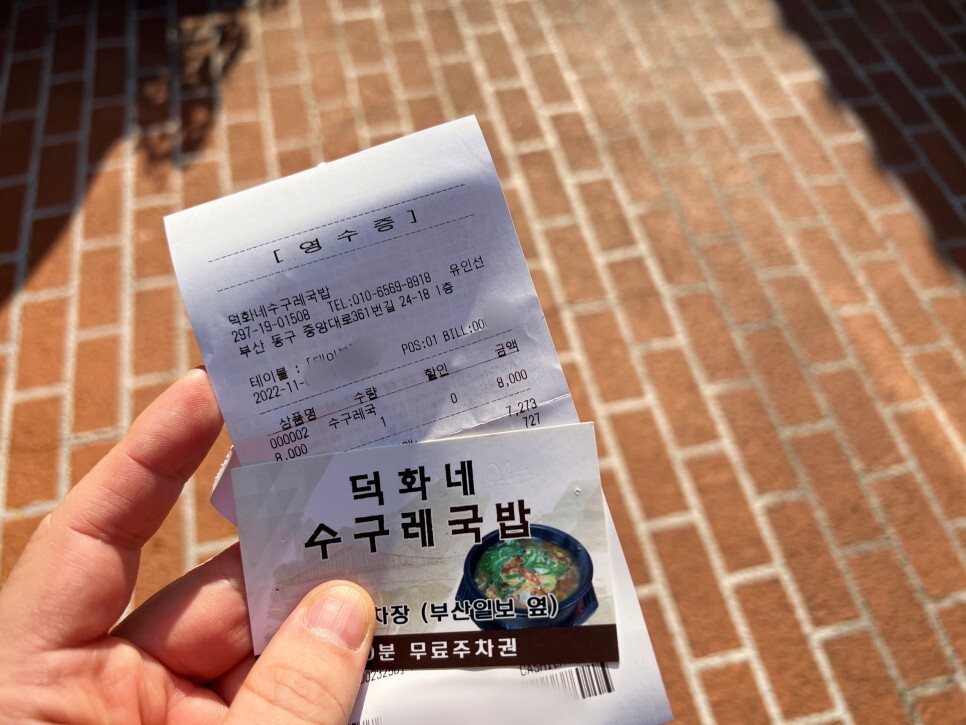 [ 영 수 증 ]
덕화네수구레국밥
297-19-01508 TEL:010-6569-8918 유인선
부산 동구 중앙대로361번길 24-18 1층
테이블 :
POS:01 BILL:00
2022-11-
상품명 수량 할인 금액
000002 수구레국
8,000 1 0 8,000
7,273
727
덕화네
수구레국밥
차장 (부산일보 옆)
0분 무료주차권